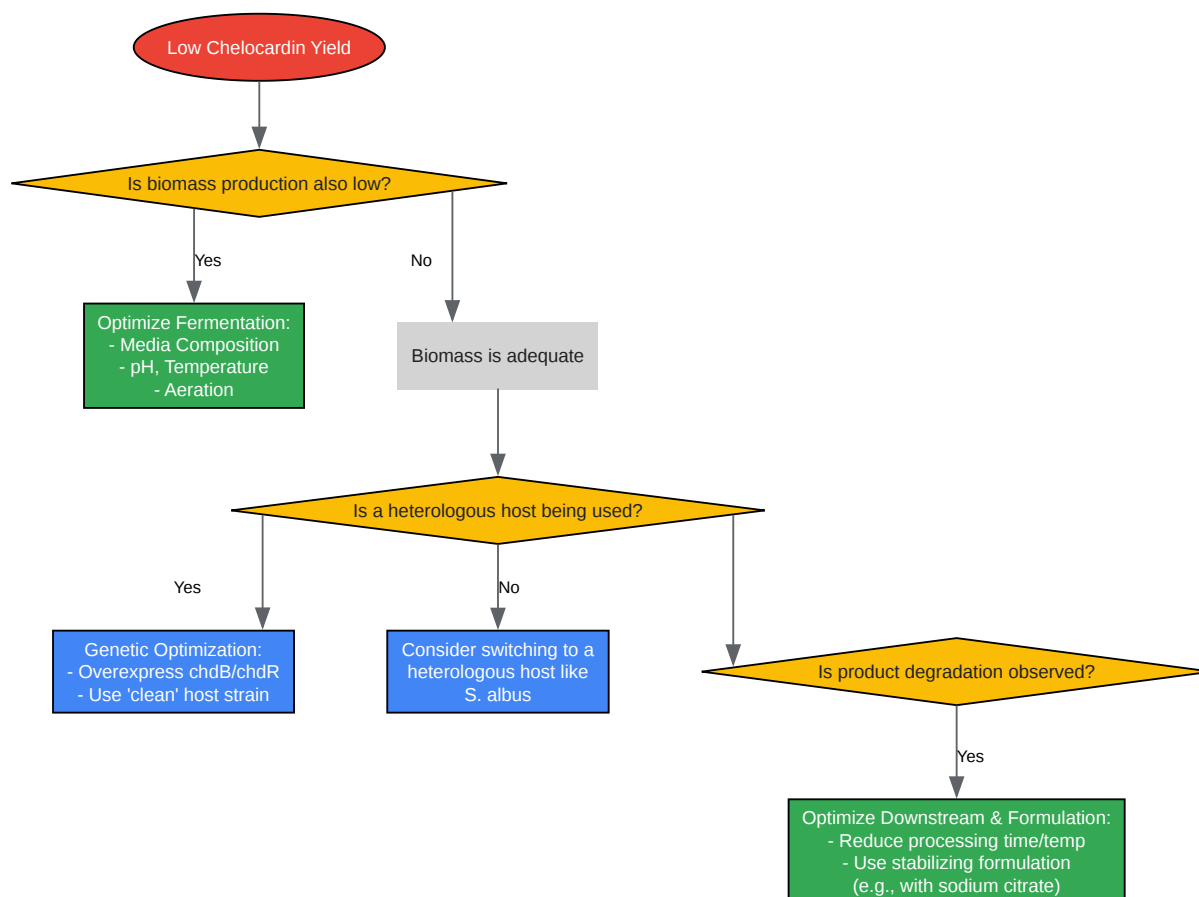 Low Chelocardin Yield
Is biomass production also low?
Yes
No
Optimize Fermentation:
- Media Composition
- pH, Temperature
- Aeration
Biomass is adequate
Is a heterologous host being used?
Yes
No
Genetic Optimization:
- Overexpress chdB/chdR
- Use 'clean' host strain
Consider switching to a
heterologous host like
S. albus
Is product degradation observed?
Yes
Optimize Downstream & Formulation:
- Reduce processing time/temp
- Use stabilizing formulation
(e.g., with sodium citrate)